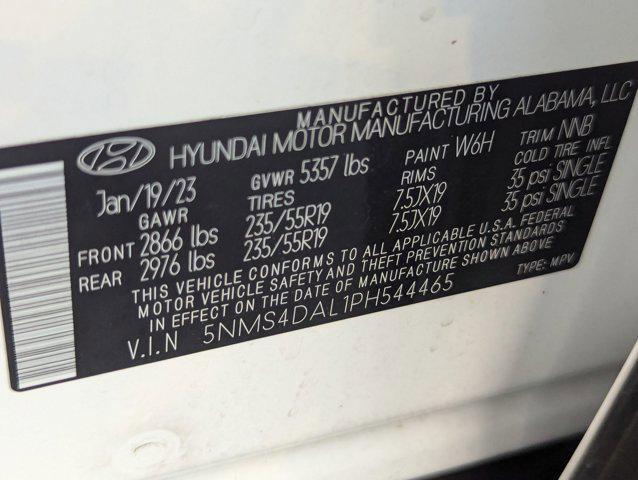 MANUFACTURED BY
HYUNDAI MOTOR MANUFACTURING ALABAMA, LLC
Jan/19/23 GVWR 5357 lbs PAINT W6H TRIM NNB
GAWR TIRES RIMS COLD TIRE INFL
FRONT 2866 lbs 235/55R19 7.5JX19 35 psi SINGLE
REAR 2976 lbs 235/55R19 7.5JX19 35 psi SINGLE
THIS VEHICLE CONFORMS TO ALL APPLICABLE U.S.A. FEDERAL
MOTOR VEHICLE SAFETY AND THEFT PREVENTION STANDARDS
IN EFFECT ON THE DATE OF MANUFACTURE SHOWN ABOVE
V.I.N 5NMS4DAL1PH544465 TYPE: MPV